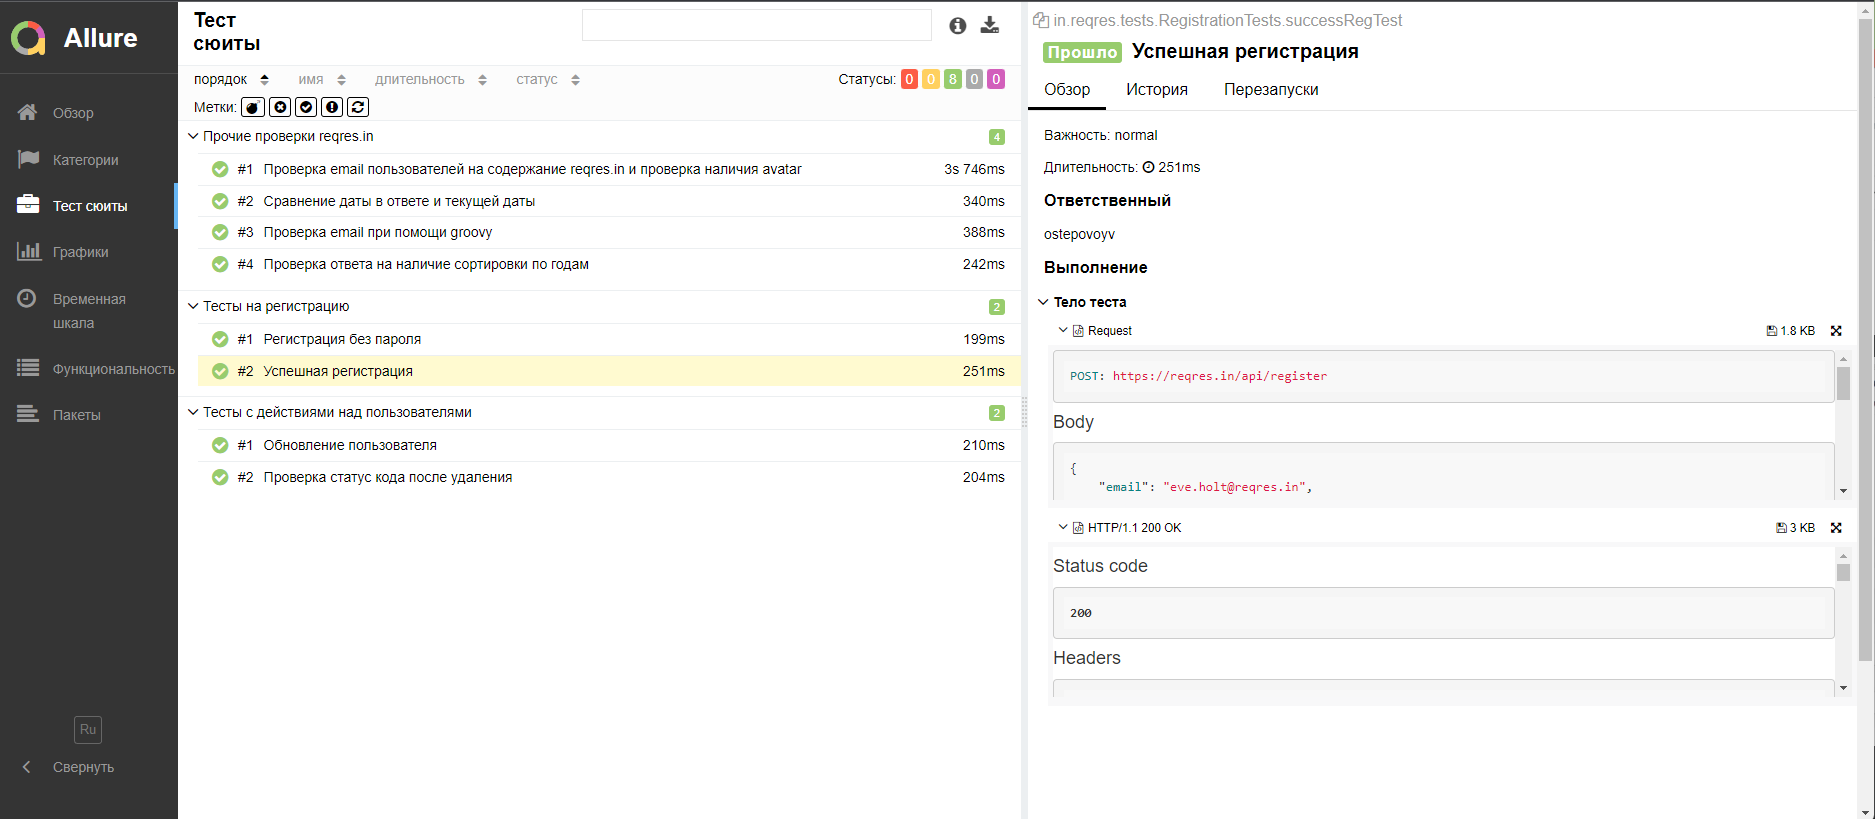 Allure
Обзор
Категории
Тест сюиты
Графики
Временная
шкала
Функциональность
Пакеты
Ru
Свернуть
Тест
сюиты
порядок имя длительность статус Статусы: 0 0 8 0 0
Метки:
Прочие проверки reqres.in 4
#1 Проверка email пользователей на содержание reqres.in и проверка наличия avatar 3s 746ms
#2 Сравнение даты в ответе и текущей даты 340ms
#3 Проверка email при помощи groovy 388ms
#4 Проверка ответа на наличие сортировки по годам 242ms
Тесты на регистрацию 2
#1 Регистрация без пароля 199ms
#2 Успешная регистрация 251ms
Тесты с действиями над пользователями 2
#1 Обновление пользователя 210ms
#2 Проверка статус кода после удаления 204ms
in.reqres.tests.RegistrationTests.successRegTest
Прошло Успешная регистрация
Обзор История Перезапуски
Важность: normal
Длительность: 251ms
Ответственный
ostepovoyv
Выполнение
Тело теста
Request 1.8 KB
POST: https://reqres.in/api/register
Body
{
"email": "eve.holt@reqres.in",
HTTP/1.1 200 OK 3 KB
Status code
200
Headers